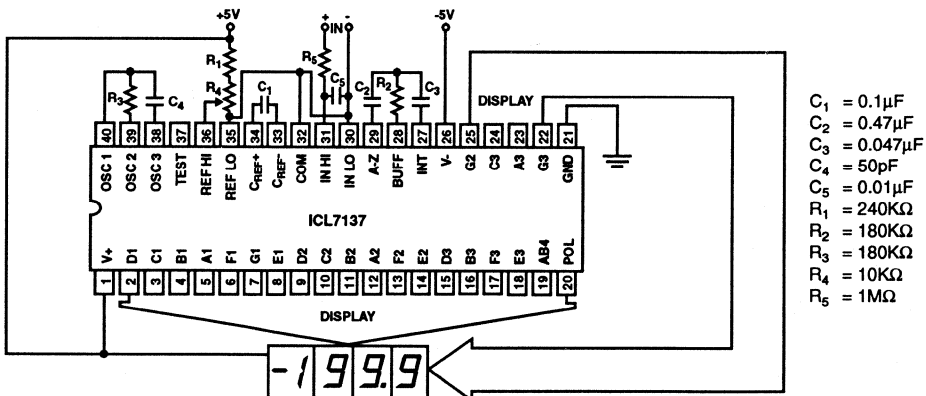 +5V
+ IN -
-5V
R1
R4
R5
C5
C1
R3
C4
C2
R2
C3
DISPLAY
40 39 38 37 36 35 34 33 32 31 30 29 28 27 26 25 24 23 22 21
OSC 1
OSC 2
OSC 3
TEST
REF HI
REF LO
CREF+
CREF-
COM
IN HI
IN LO
A-Z
BUFF
INT
V-
G2
C3
A3
G3
GND
ICL7137
V+
D1
C1
B1
A1
F1
G1
E1
D2
C2
B2
A2
F2
E2
D3
B3
F3
E3
AB4
POL
1 2 3 4 5 6 7 8 9 10 11 12 13 14 15 16 17 18 19 20
DISPLAY
-199.9
C1 = 0.1µF
C2 = 0.47µF
C3 = 0.047µF
C4 = 50pF
C5 = 0.01µF
R1 = 240KΩ
R2 = 180KΩ
R3 = 180KΩ
R4 = 10KΩ
R5 = 1MΩ